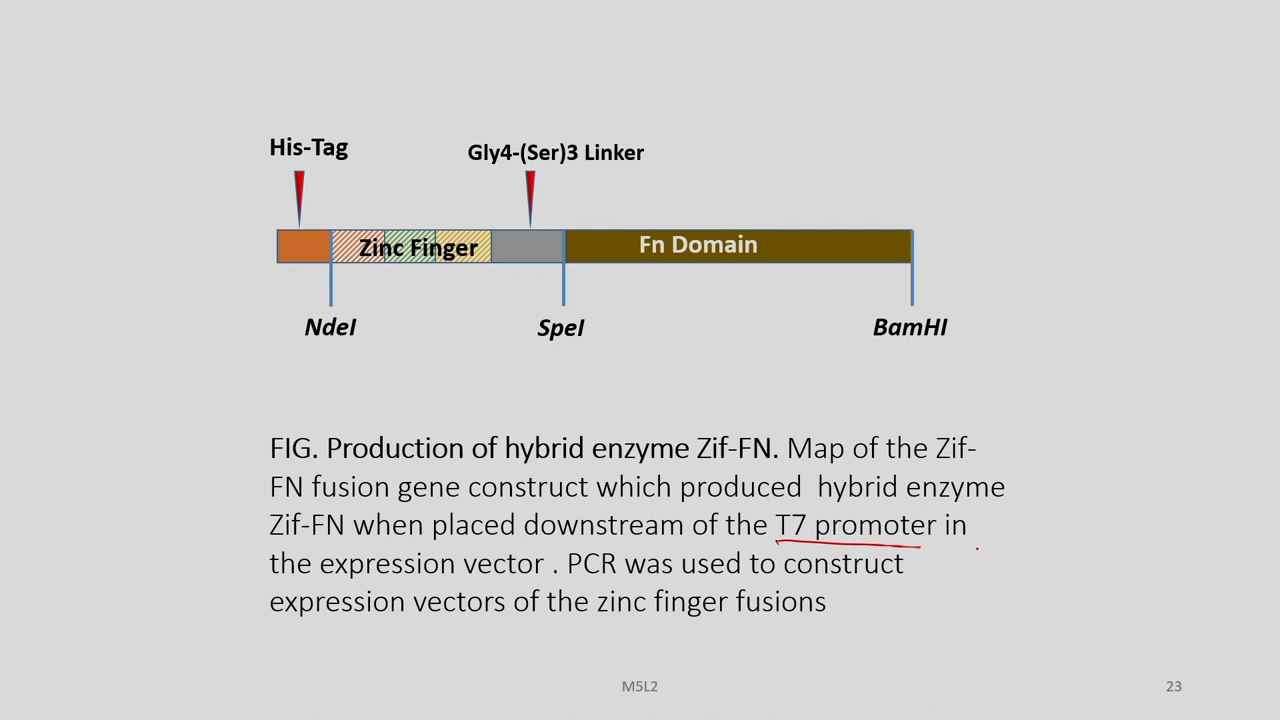 His-Tag
Gly4-(Ser)3 Linker
Zinc Finger
Fn Domain
NdeI
SpeI
BamHI
FIG. Production of hybrid enzyme Zif-FN. Map of the Zif-
FN fusion gene construct which produced  hybrid enzyme
Zif-FN when placed downstream of the T7 promoter in
the expression vector . PCR was used to construct
expression vectors of the zinc finger fusions
M5L2
23